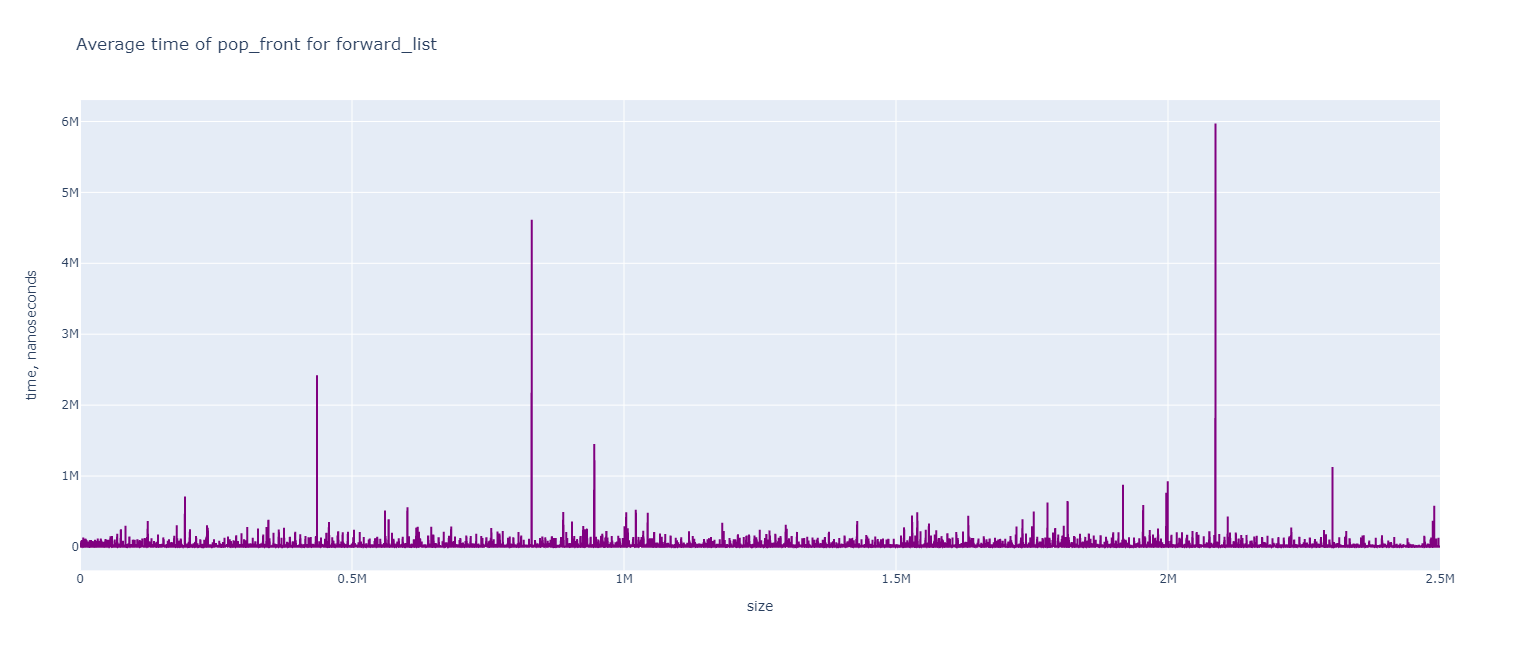 Average time of pop_front for forward_list
6M
5M
4M
3M
2M
1M
0
time, nanoseconds
0
0.5M
1M
1.5M
2M
2.5M
size